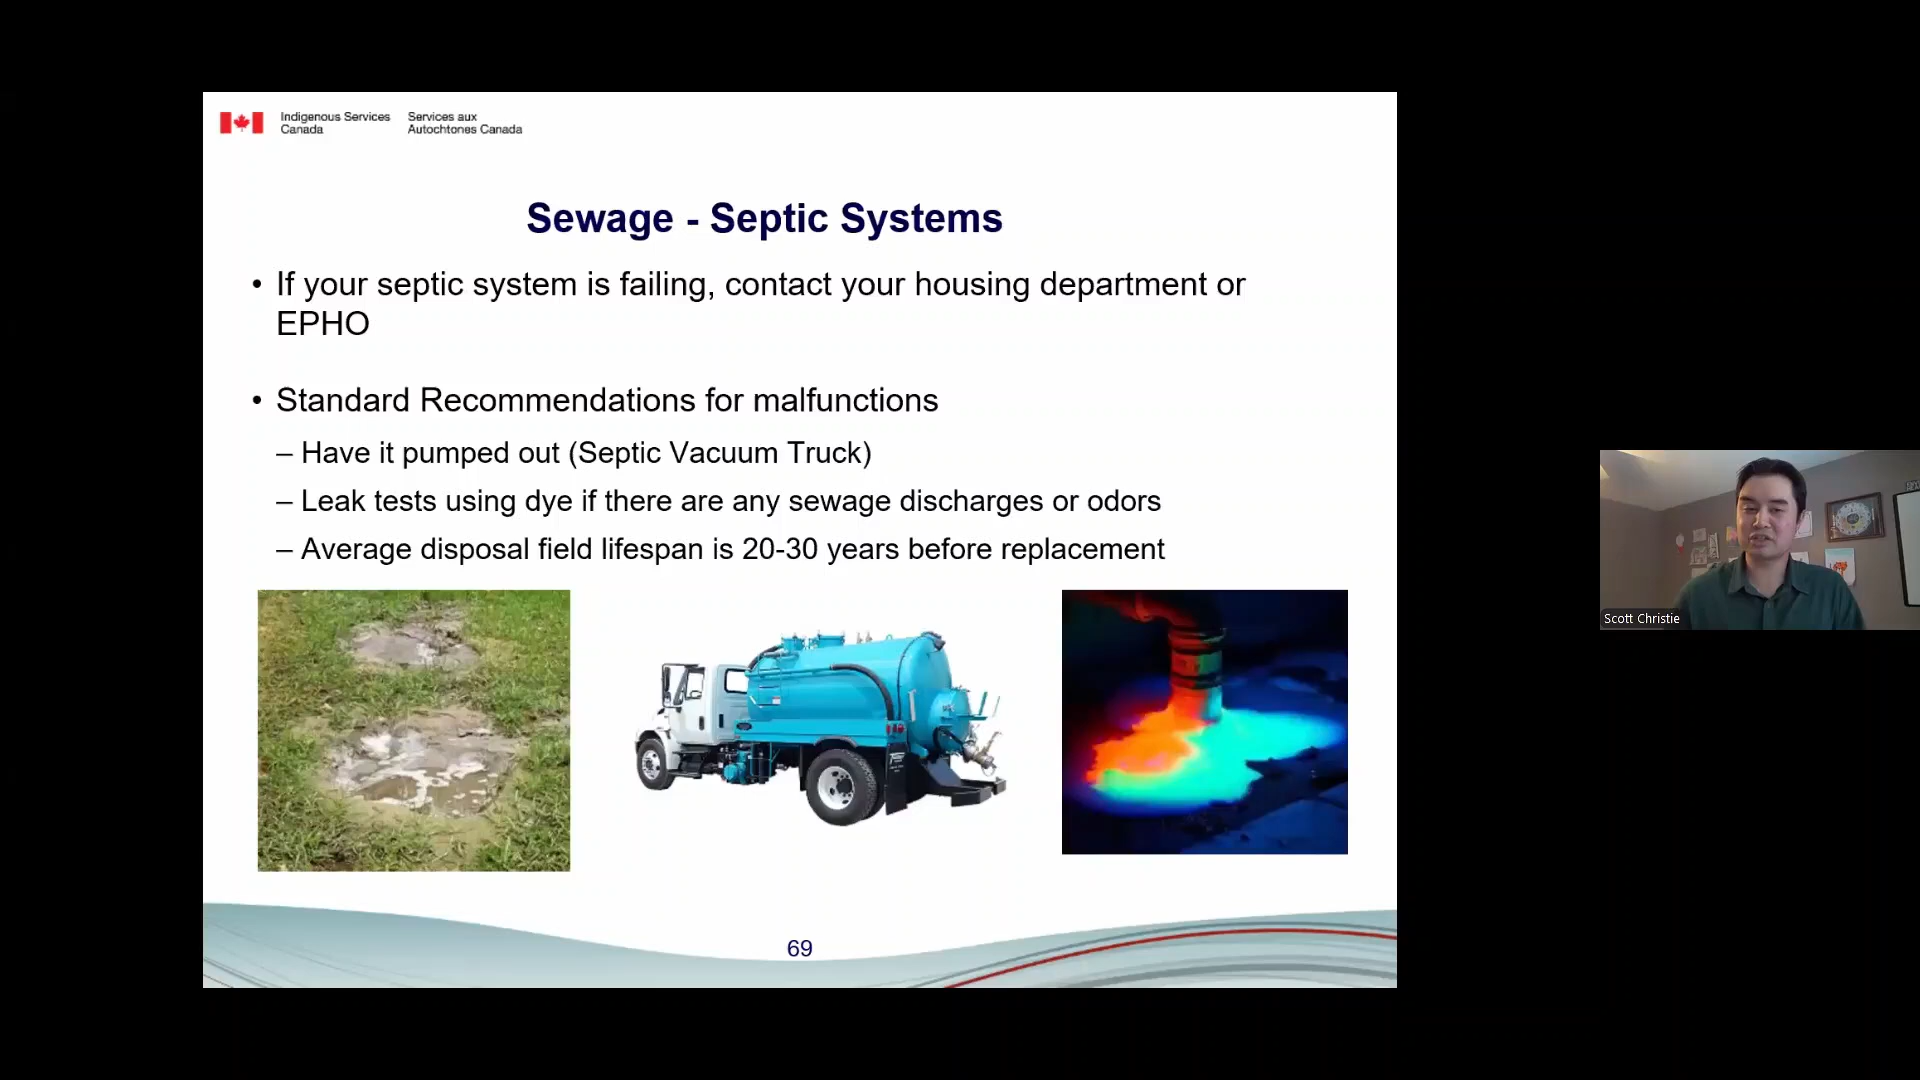 Indigenous Services
Canada
Services aux
Autochtones Canada
Sewage - Septic Systems
• If your septic system is failing, contact your housing department or
EPHO
• Standard Recommendations for malfunctions
– Have it pumped out (Septic Vacuum Truck)
– Leak tests using dye if there are any sewage discharges or odors
– Average disposal field lifespan is 20-30 years before replacement
69
Scott Christie